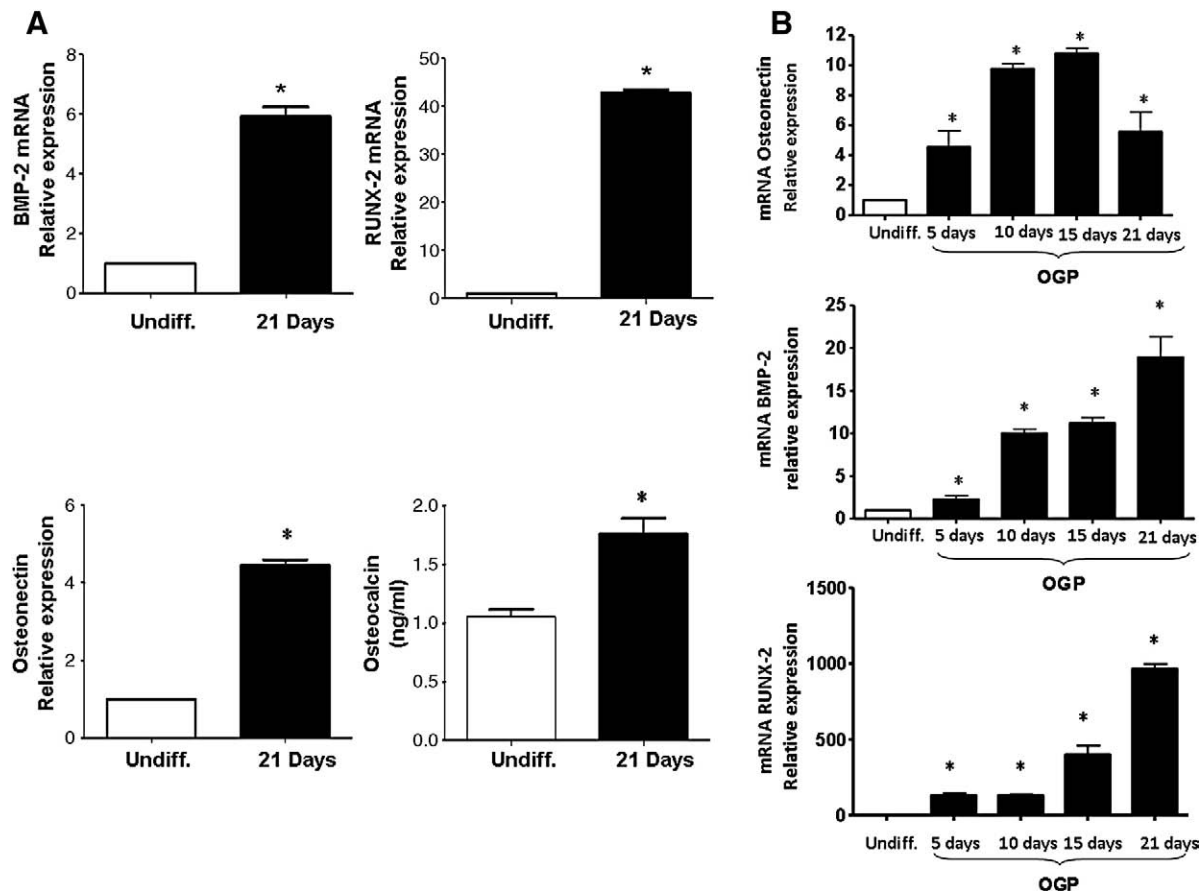 A
BMP-2 mRNA
Relative expression
8
6
4
2
0
*
Undiff. 21 Days
RUNX-2 mRNA
Relative expression
50
40
30
20
10
0
*
Undiff. 21 Days
Osteonectin
Relative expression
6
4
2
0
*
Undiff. 21 Days
Osteocalcin
(ng/ml)
2.0
1.5
1.0
0.5
0.0
*
Undiff. 21 Days
B
mRNA Osteonectin
Relative expression
12
10
8
6
4
2
0
* * * *
Undiff. 5 days 10 days 15 days 21 days
OGP
mRNA BMP-2
relative expression
25
20
15
10
5
0
* * * *
Undiff. 5 days 10 days 15 days 21 days
OGP
mRNA RUNX-2
Relative expression
1500
1000
500
0
* * * *
Undiff. 5 days 10 days 15 days 21 days
OGP